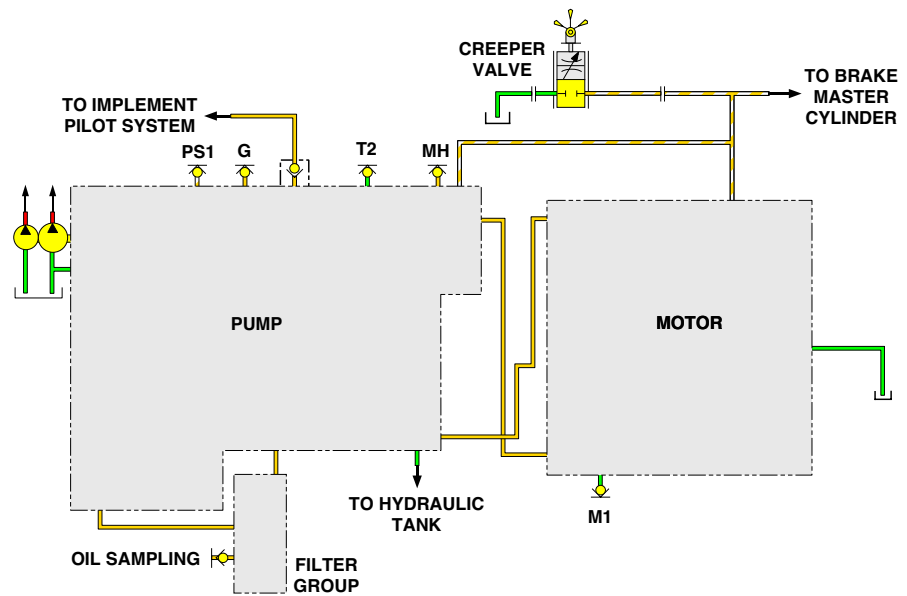 CREEPER
VALVE
TO BRAKE
MASTER
CYLINDER
TO IMPLEMENT
PILOT SYSTEM
PS1
G
T2
MH
PUMP
MOTOR
TO HYDRAULIC
TANK
M1
OIL SAMPLING
FILTER
GROUP